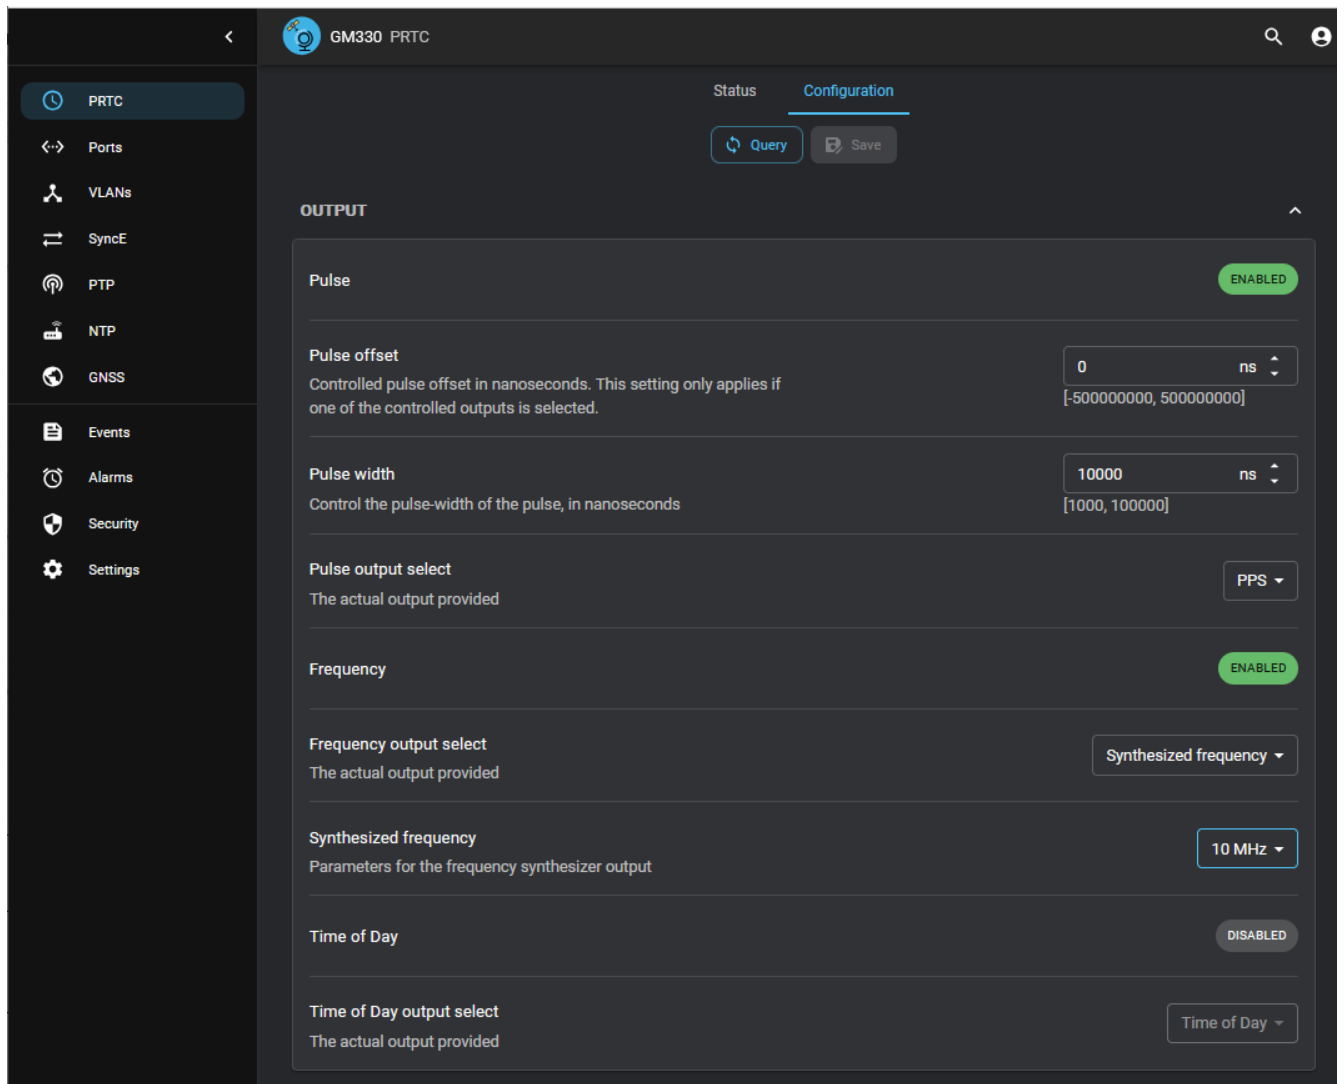 GM330 PRTC
PRTC
Ports
VLANs
SyncE
PTP
NTP
GNSS
Events
Alarms
Security
Settings
Status Configuration
Query Save
OUTPUT
Pulse ENABLED
Pulse offset
Controlled pulse offset in nanoseconds. This setting only applies if
one of the controlled outputs is selected.
0 ns
[-500000000, 500000000]
Pulse width
Control the pulse-width of the pulse, in nanoseconds
10000 ns
[1000, 100000]
Pulse output select
The actual output provided
PPS
Frequency ENABLED
Frequency output select
The actual output provided
Synthesized frequency
Synthesized frequency
Parameters for the frequency synthesizer output
10 MHz
Time of Day DISABLED
Time of Day output select
The actual output provided
Time of Day